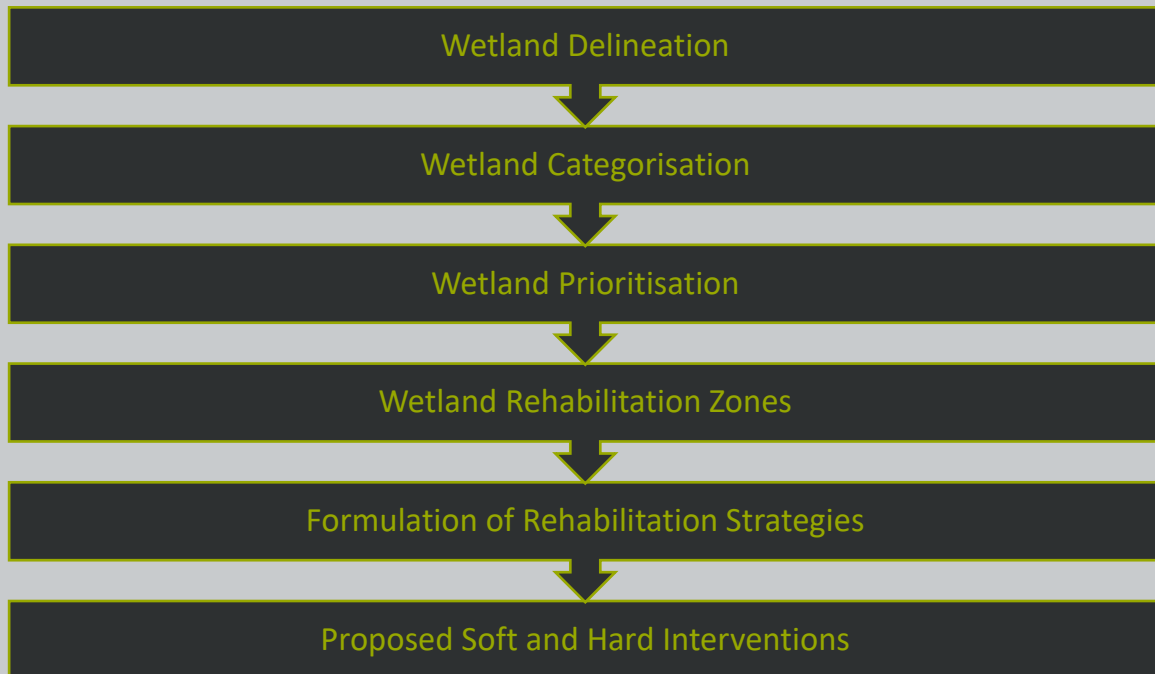 Wetland Delineation
Wetland Categorisation
Wetland Prioritisation
Wetland Rehabilitation Zones
Formulation of Rehabilitation Strategies
Proposed Soft and Hard Interventions